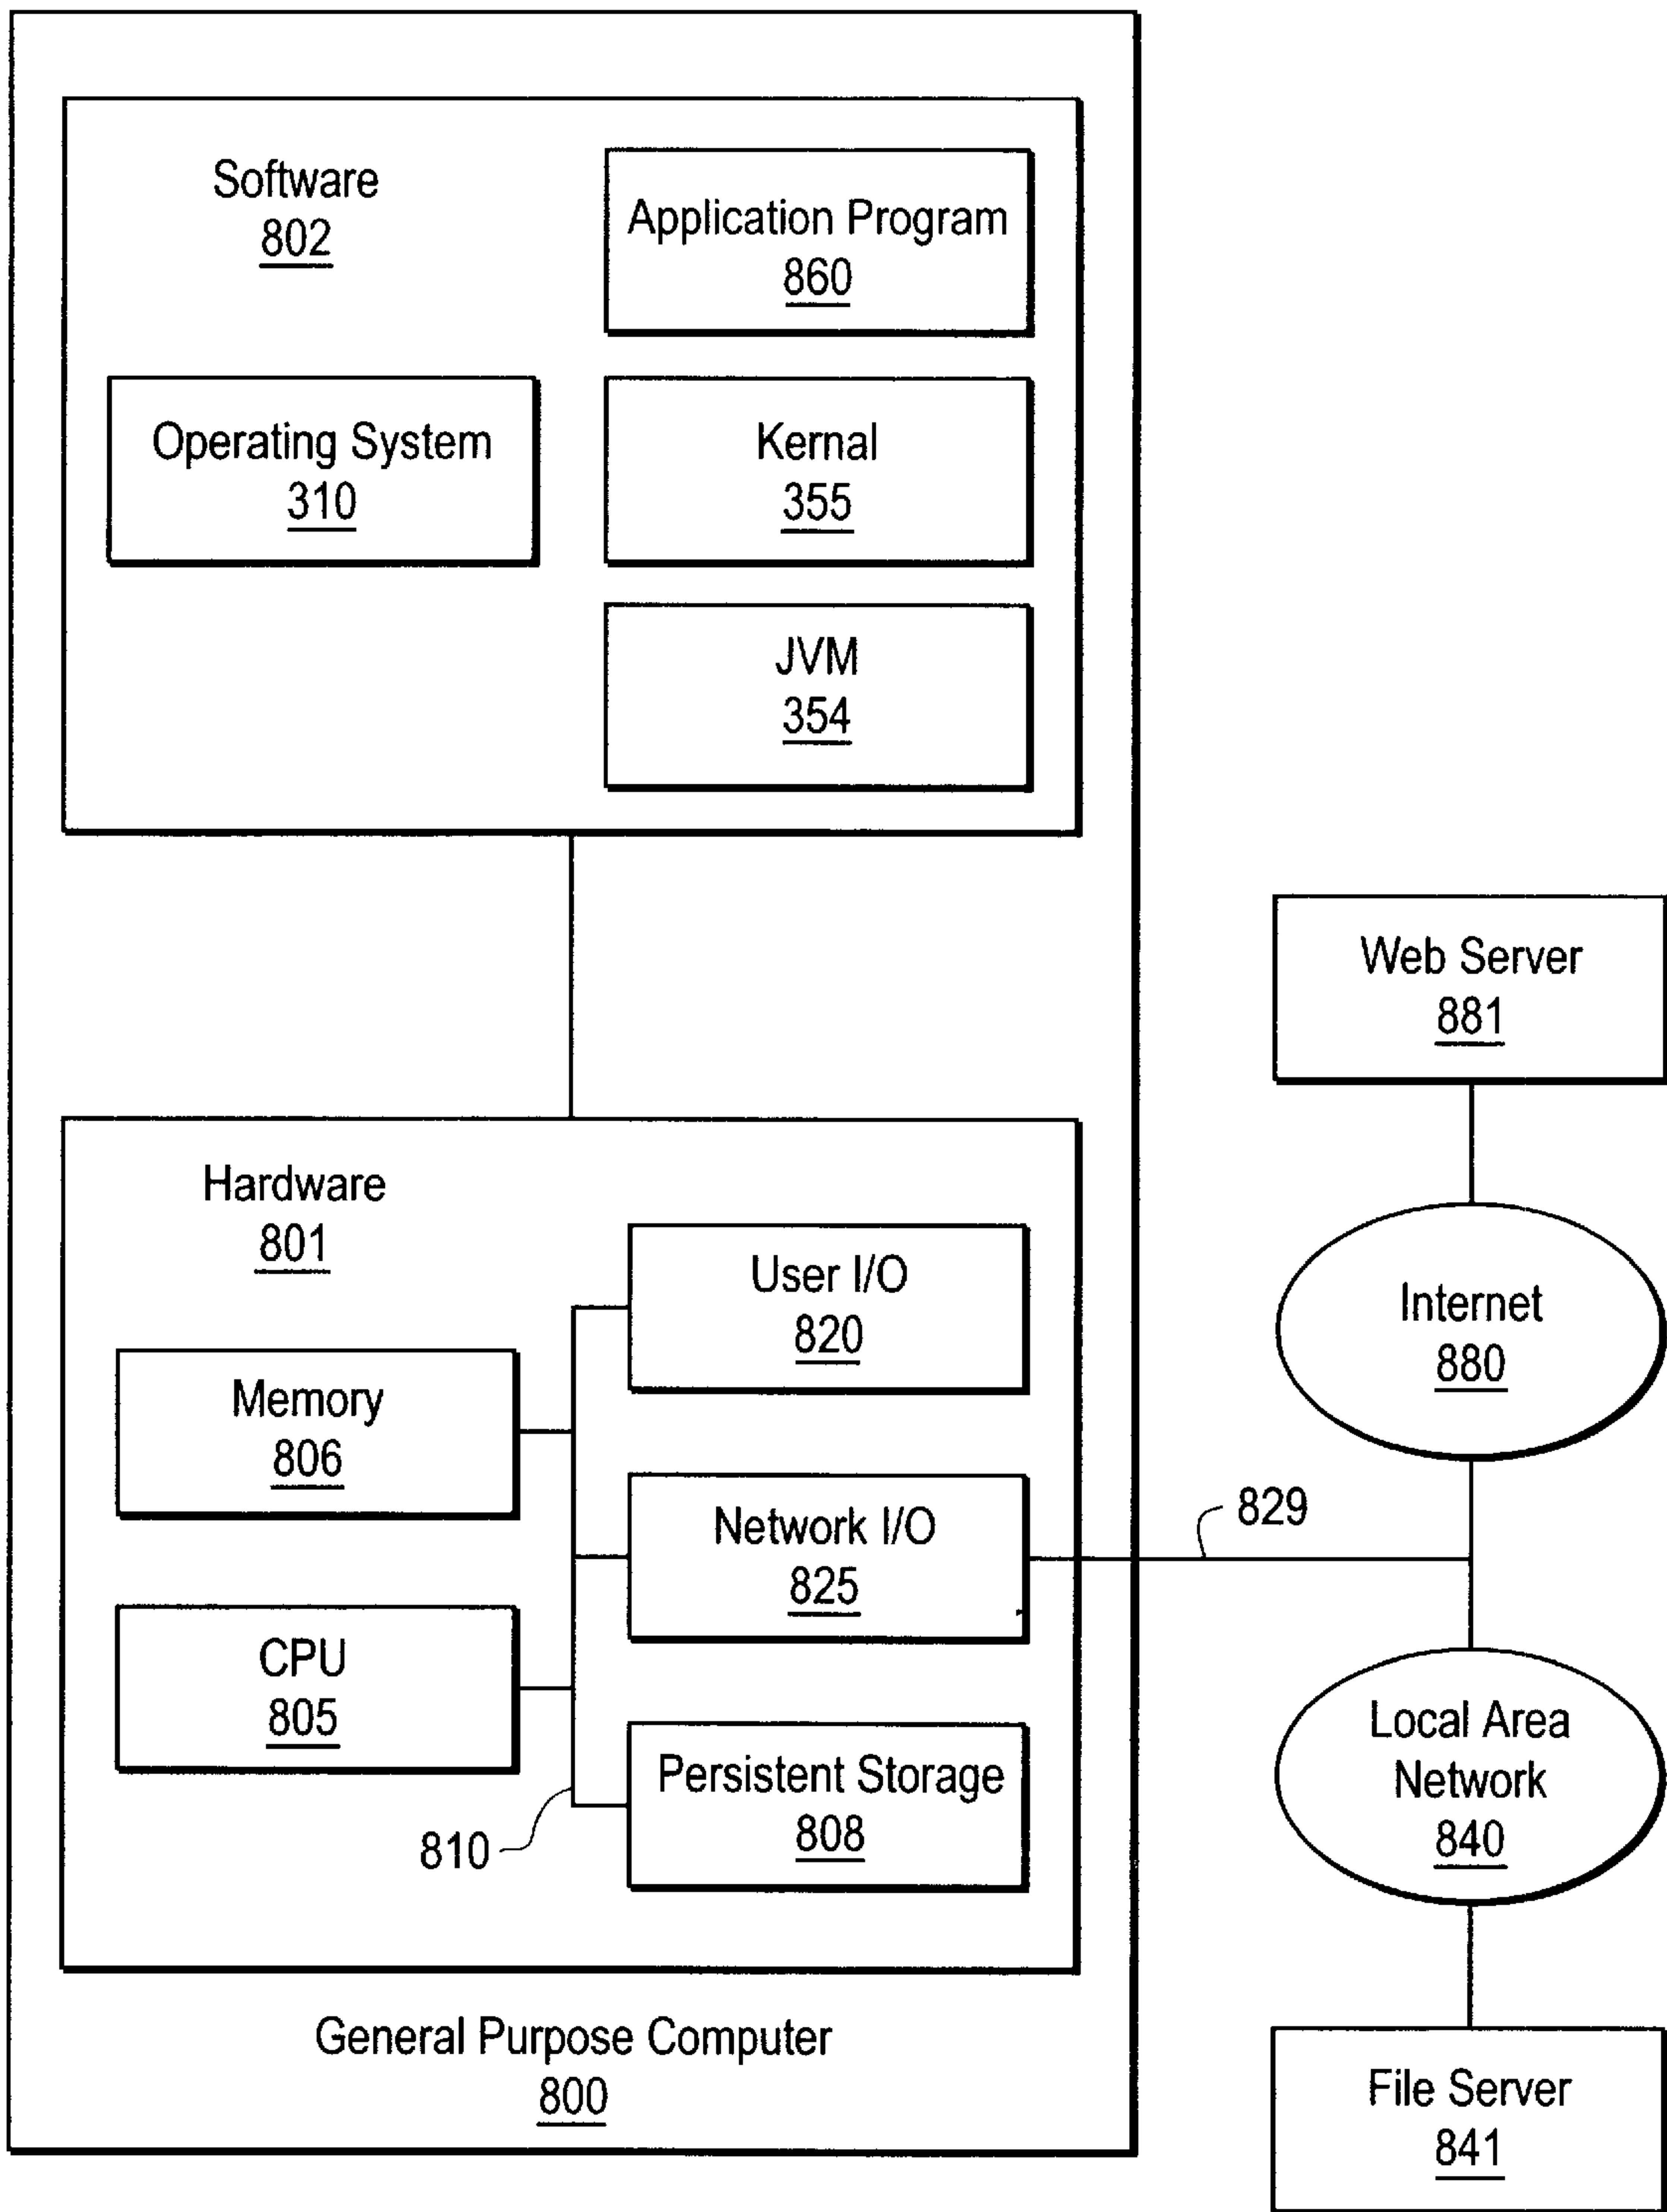 Software
802
Application Program
860
Operating System
310
Kernal
355
JVM
354
Web Server
881
Hardware
801
User I/O
820
Internet
880
Memory
806
Network I/O
825
829
CPU
805
Local Area
Network
840
Persistent Storage
808
810
General Purpose Computer
800
File Server
841